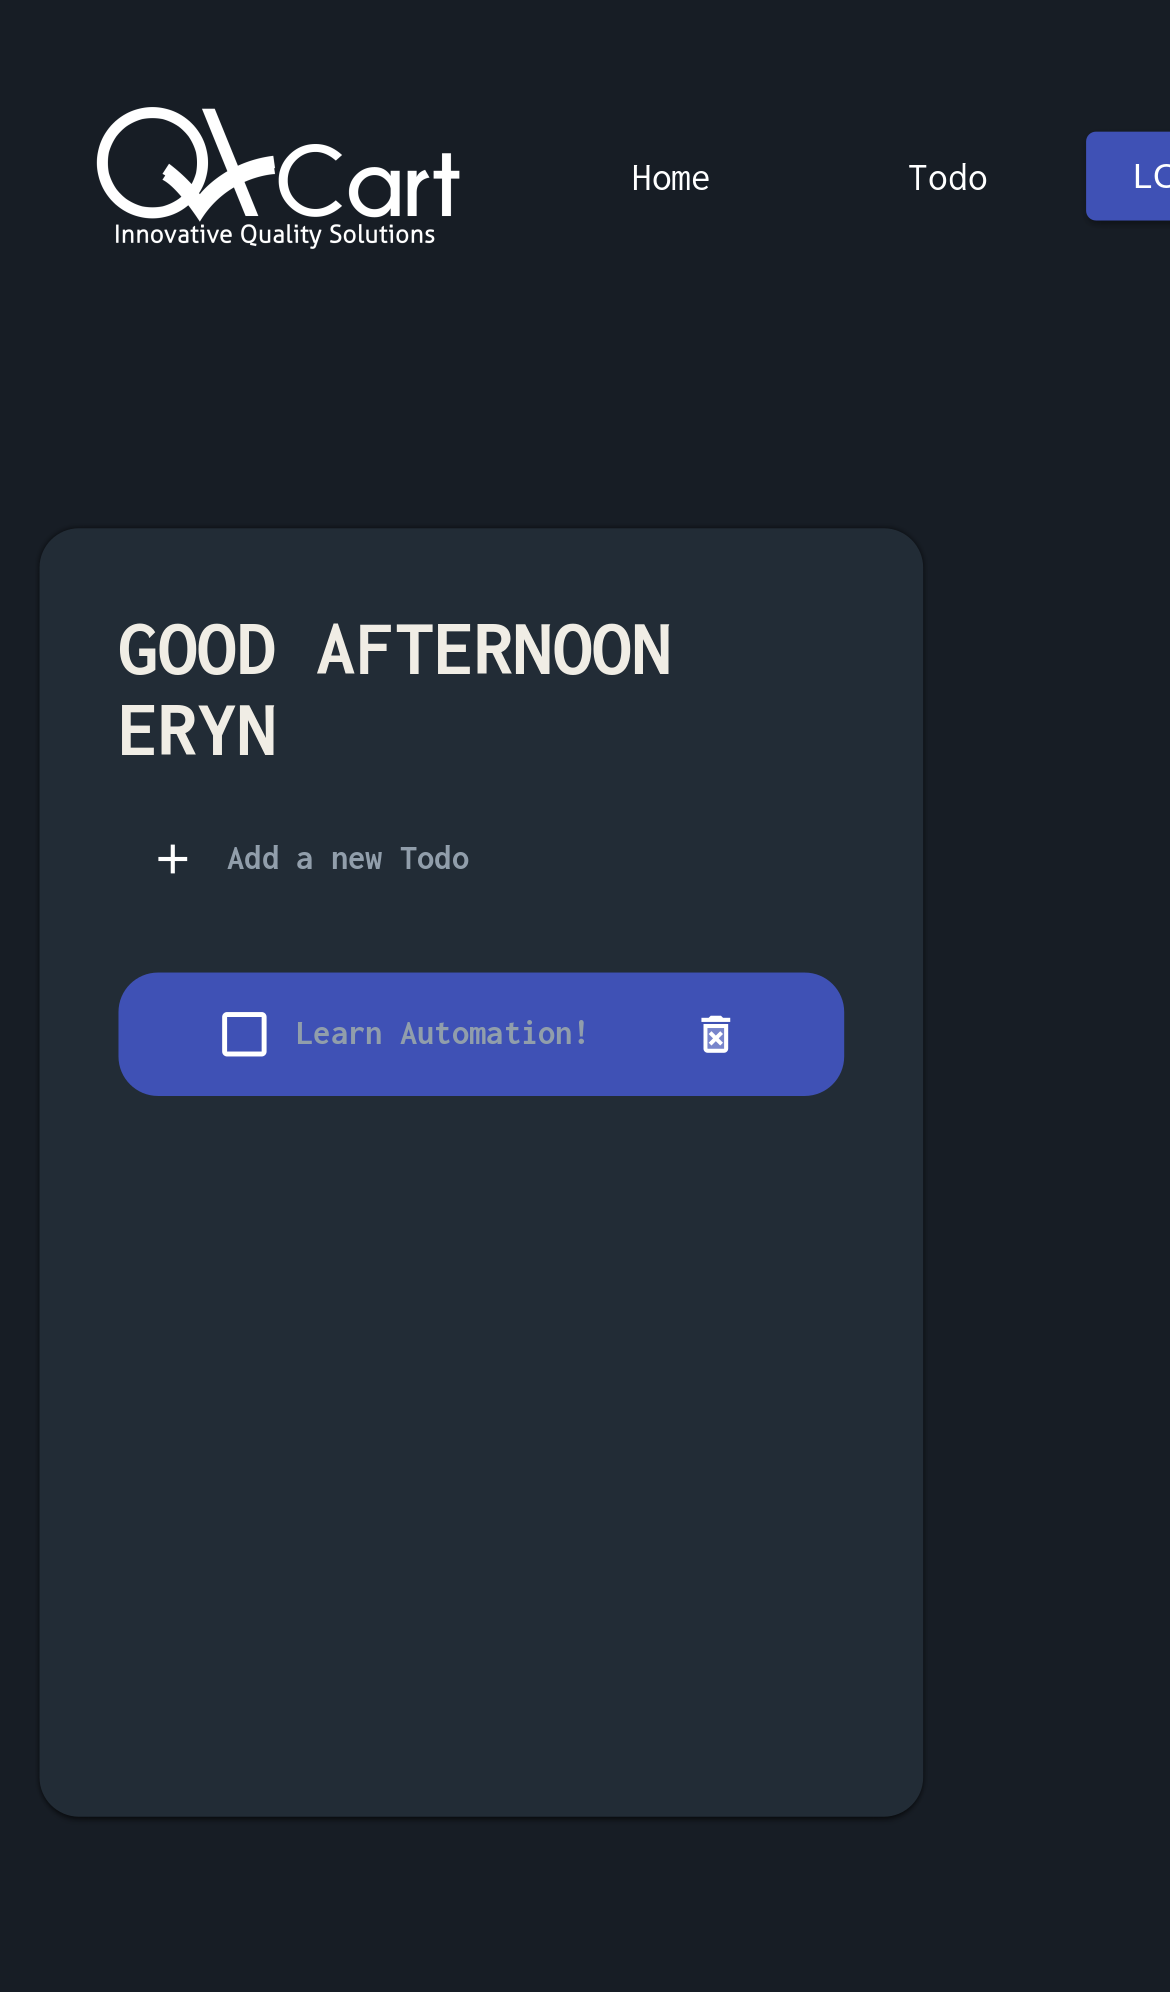 QACart
Innovative Quality Solutions
Home
Todo
LO
GOOD AFTERNOON
ERYN
Add a new Todo
Learn Automation!